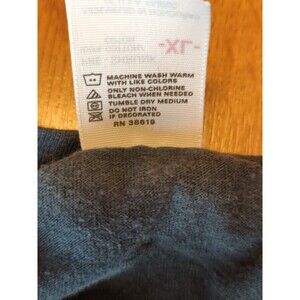 -XL-
MACHINE WASH WARM
WITH LIKE COLORS
ONLY NON-CHLORINE
BLEACH WHEN NEEDED
TUMBLE DRY MEDIUM
DO NOT IRON
IF DECORATED
RN 38619